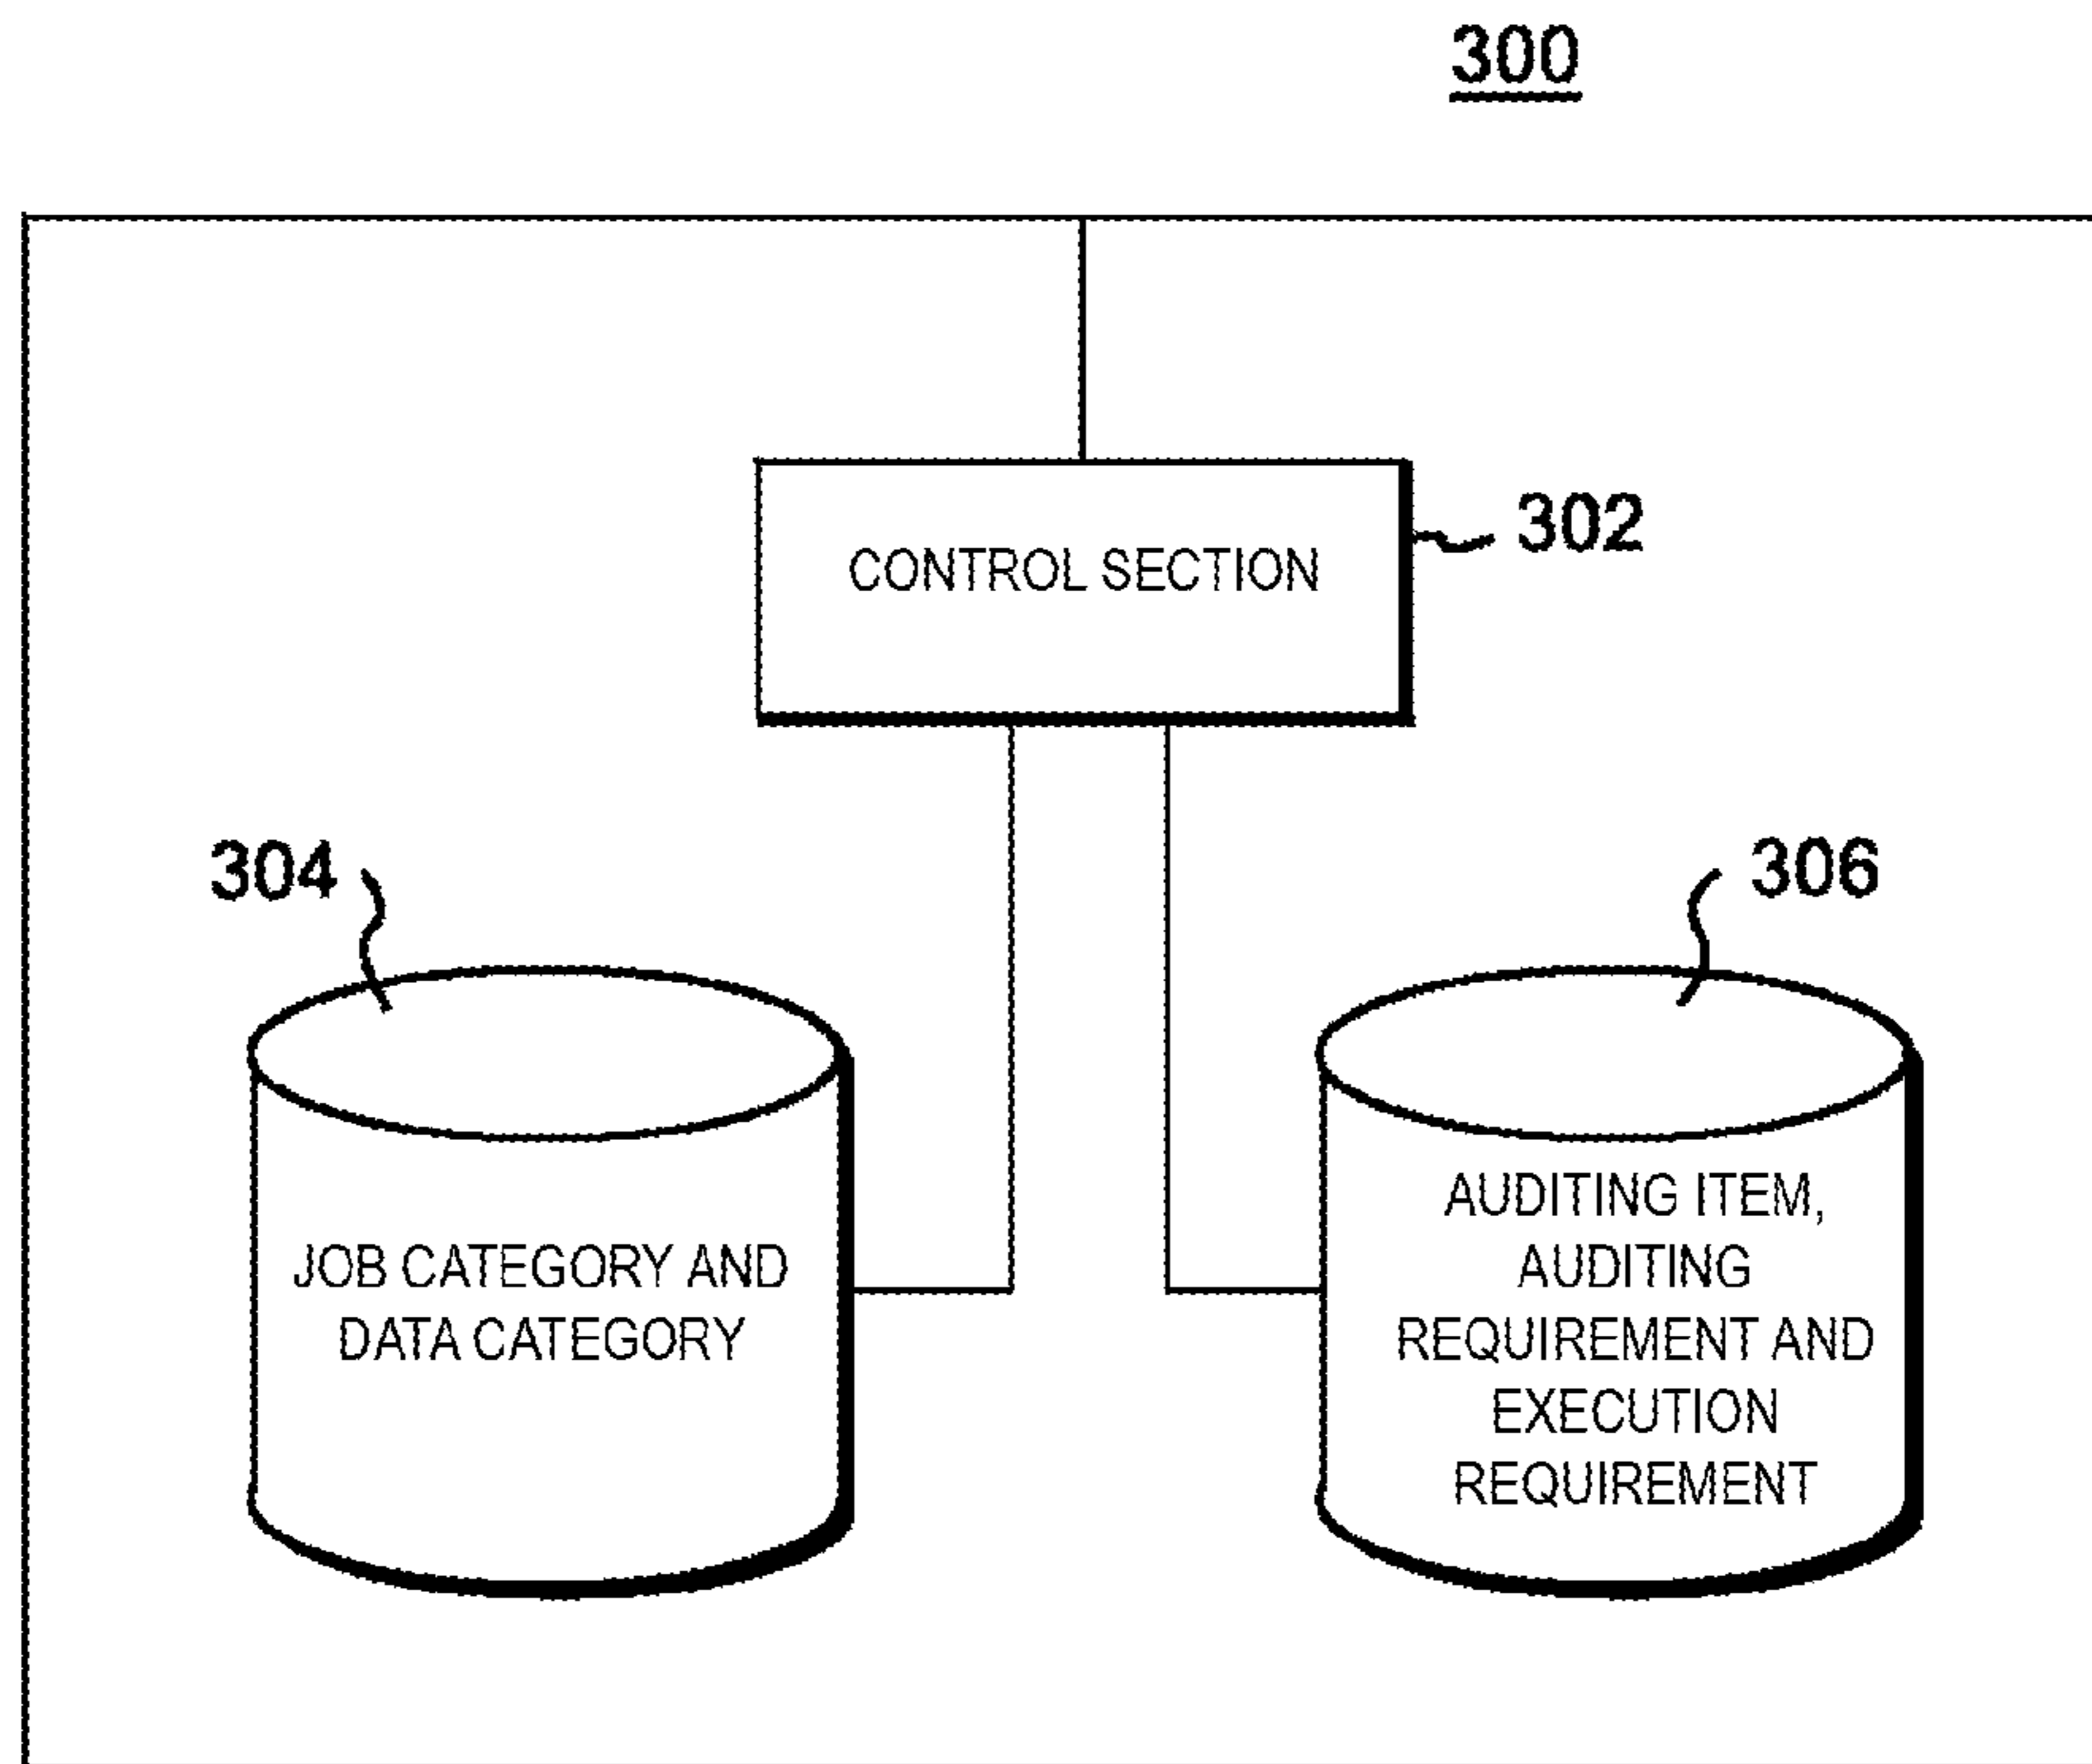 300
CONTROL SECTION
302
304
306
JOB CATEGORY AND
DATA CATEGORY
AUDITING ITEM,
AUDITING
REQUIREMENT AND
EXECUTION
REQUIREMENT